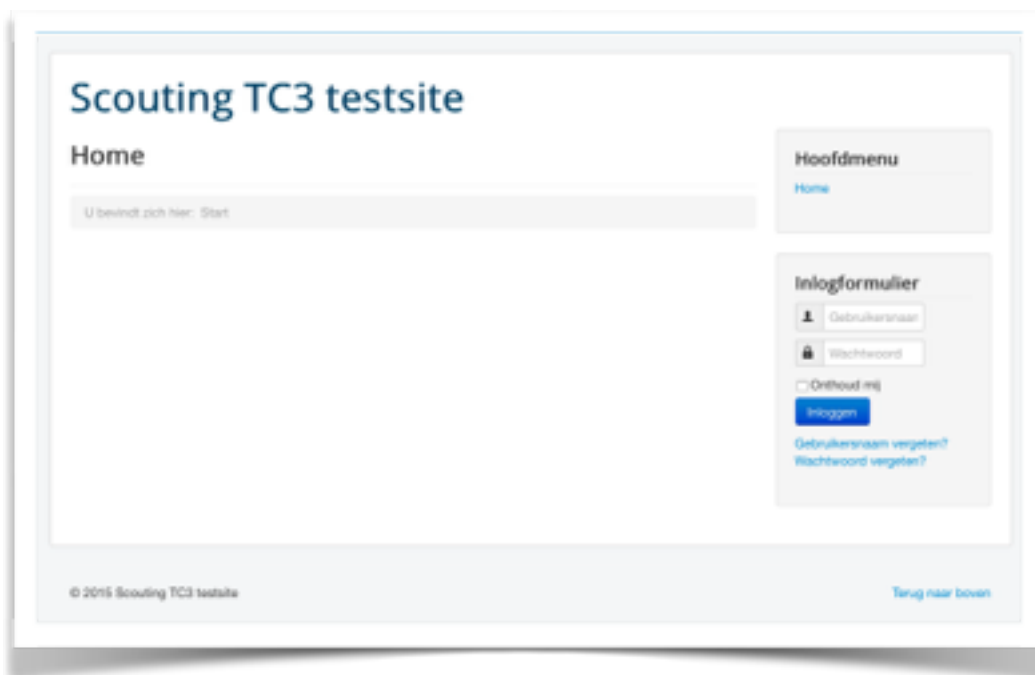 Scouting TC3 testsite
Home
U bevindt zich hier: Start
Hoofdmenu
Home
Inlogformulier
Gebruikersnaar
Wachtwoord
Onthoud mij
Inloggen
Gebruikersnaam vergeten?
Wachtwoord vergeten?
© 2015 Scouting TC3 testsite
Terug naar boven